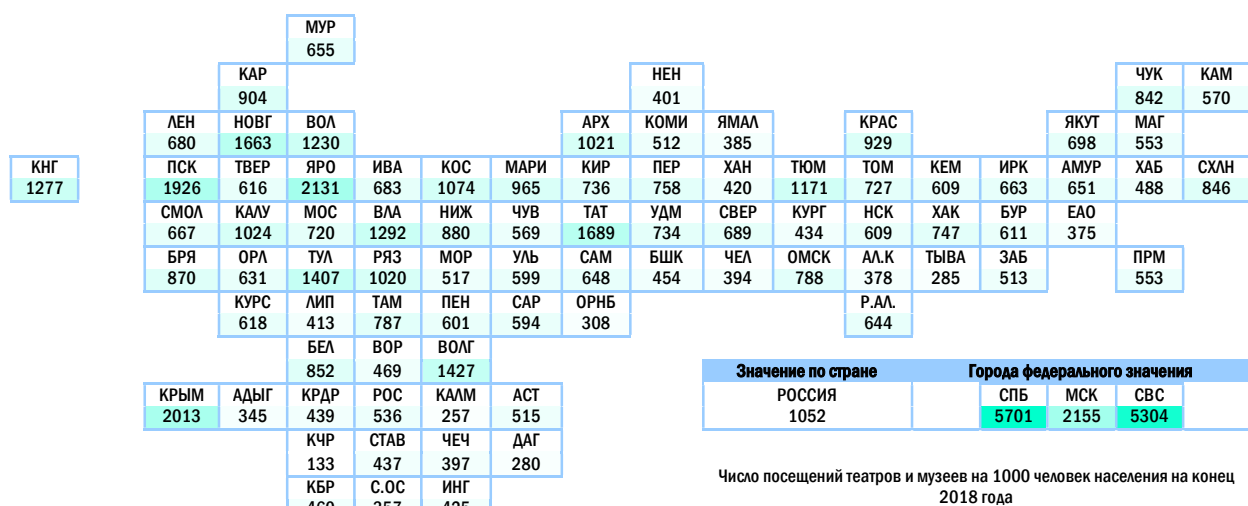 МУР
655
КАР НЕН ЧУК КАМ
904 401 842 570
ЛЕН НОВГ ВОЛ АРХ КОМИ ЯМАЛ КРАС ЯКУТ МАГ
680 1663 1230 1021 512 385 929 698 553
КНГ ПСК ТВЕР ЯРО ИВА КОС МАРИ КИР ПЕР ХАН ТЮМ ТОМ КЕМ ИРК АМУР ХАБ СХЛН
1277 1926 616 2131 683 1074 965 736 758 420 1171 727 609 663 651 488 846
СМОЛ КАЛУ МОС ВЛА НИЖ ЧУВ ТАТ УДМ СВЕР КУРГ НСК ХАК БУР ЕАО
667 1024 720 1292 880 569 1689 734 689 434 609 747 611 375
БРЯ ОРЛ ТУЛ РЯЗ МОР УЛЬ САМ БШК ЧЕЛ ОМСК АЛ.К ТЫВА ЗАБ ПРМ
870 631 1407 1020 517 599 648 454 394 788 378 285 513 553
КУРС ЛИП ТАМ ПЕН САР ОРНБ Р.АЛ.
618 413 787 601 594 308 644
БЕЛ ВОР ВОЛГ
852 469 1427
Значение по стране Города федерального значения
КРЫМ АДЫГ КРДР РОС КАЛМ АСТ РОССИЯ СПБ МСК СВС
2013 345 439 536 257 515 1052 5701 2155 5304
КЧР СТАВ ЧЕЧ ДАГ
133 437 397 280
Число посещений театров и музеев на 1000 человек населения на конец
2018 года
КБР С.ОС ИНГ